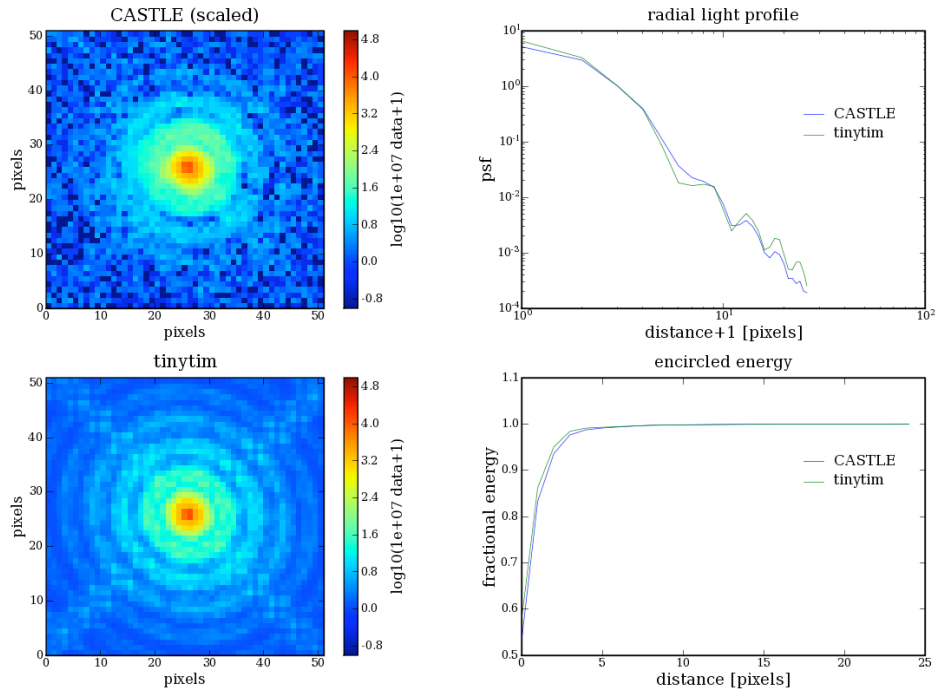 CASTLE (scaled)
50
40
30
20
10
0
pixels
0 10 20 30 40 50
pixels
4.8
4.0
3.2
2.4
1.6
0.8
0.0
-0.8
log10(1e+07 data+1)
radial light profile
10^1
10^0
10^-1
10^-2
10^-3
10^-4
psf
CASTLE
tinytim
10^0 10^1 10^2
distance+1 [pixels]
tinytim
50
40
30
20
10
0
pixels
0 10 20 30 40 50
pixels
4.8
4.0
3.2
2.4
1.6
0.8
0.0
-0.8
log10(1e+07 data+1)
encircled energy
1.1
1.0
0.9
0.8
0.7
0.6
0.5
fractional energy
CASTLE
tinytim
0 5 10 15 20 25
distance [pixels]